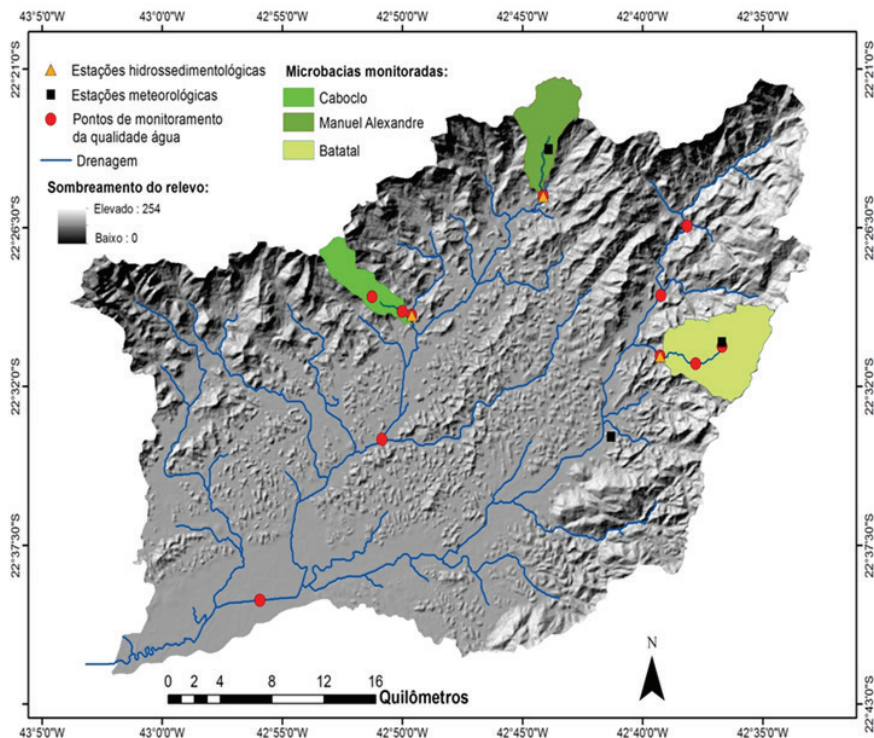 43°5'0"W 43°0'0"W 42°55'0"W 42°50'0"W 42°45'0"W 42°40'0"W 42°35'0"W
22°21'0"S
22°26'30"S
22°32'0"S
22°37'30"S
22°43'0"S
Estações hidrossedimentológicas
Estações meteorológicas
Pontos de monitoramento
da qualidade água
Drenagem
Sombreamento do relevo:
Elevado : 254
Baixo : 0
Microbacias monitoradas:
Caboclo
Manuel Alexandre
Batatal
N
0 1 2 4 8 12 16
Quilômetros
22°21'0"S
22°26'30"S
22°32'0"S
22°37'30"S
22°43'0"S
43°5'0"W 43°0'0"W 42°55'0"W 42°50'0"W 42°45'0"W 42°40'0"W 42°35'0"W